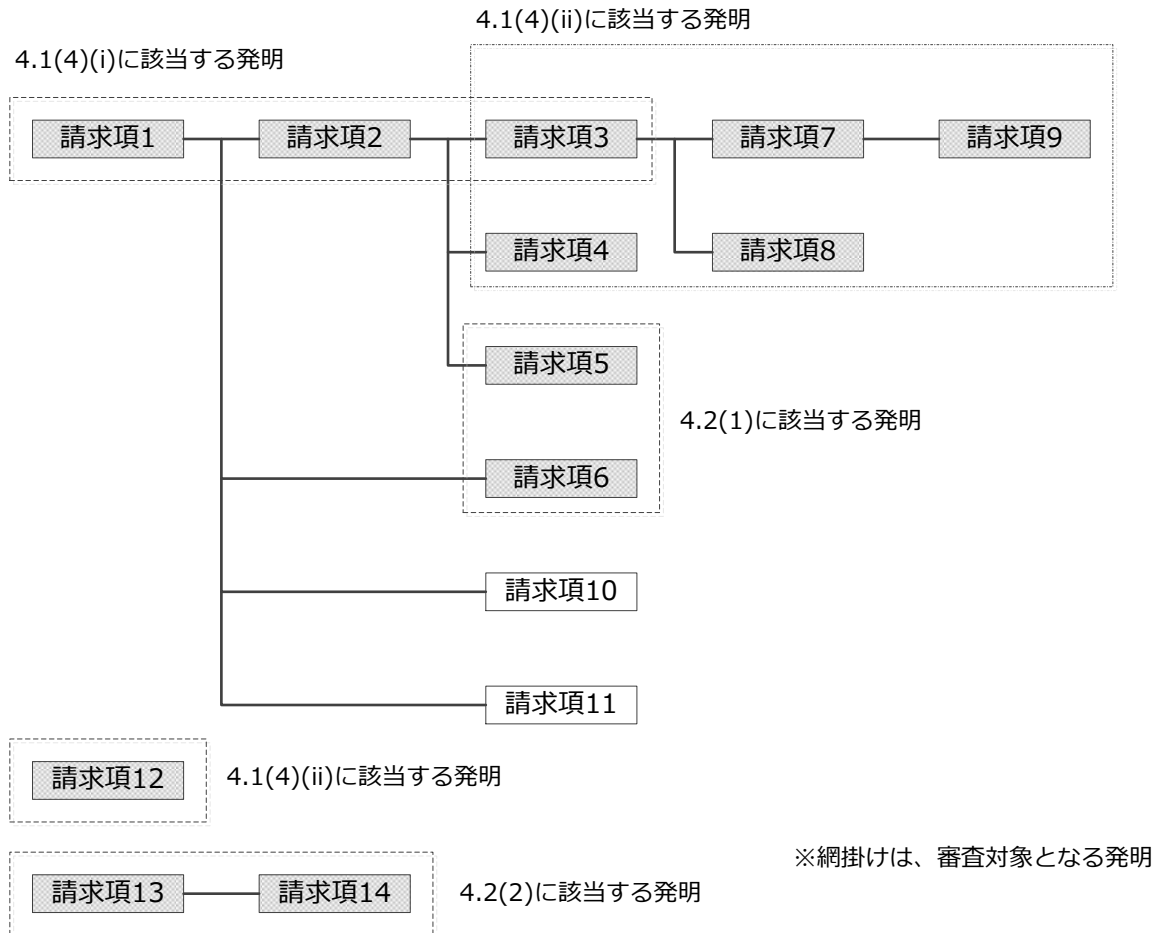 4.1(4)(ii)に該当する発明
4.1(4)(i)に該当する発明
請求項1
請求項2
請求項3
請求項7
請求項9
請求項4
請求項8
請求項5
4.2(1)に該当する発明
請求項6
請求項10
請求項11
請求項12
4.1(4)(ii)に該当する発明
※網掛けは、審査対象となる発明
請求項13
請求項14
4.2(2)に該当する発明